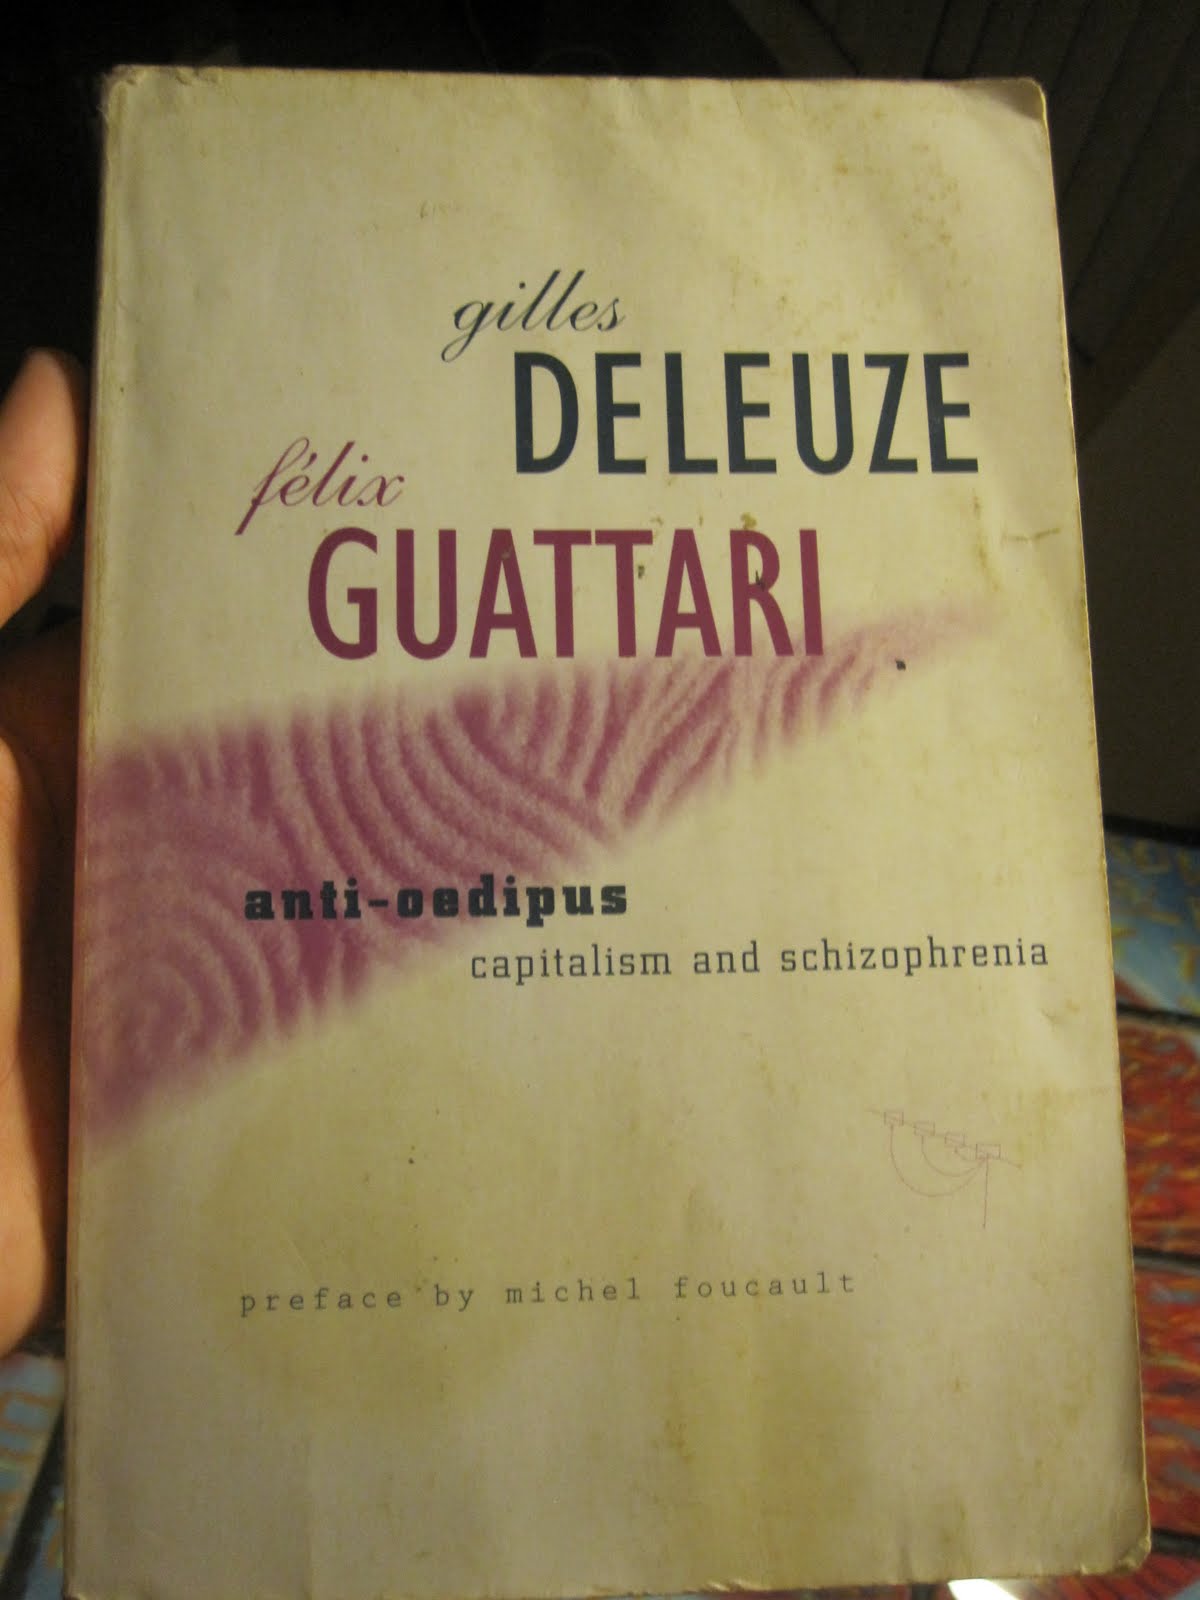 gilles
DELEUZE
félix
GUATTARI
anti-oedipus
capitalism and schizophrenia
preface by michel foucault